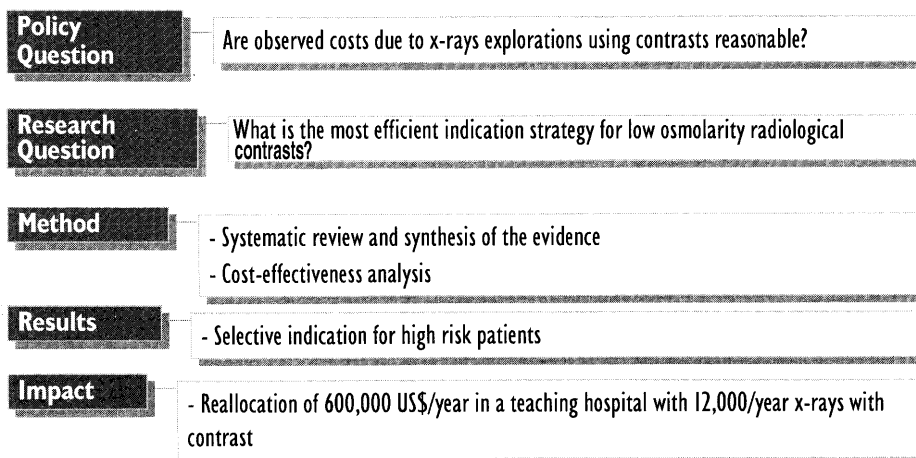 Policy
Question
Are observed costs due to x-rays explorations using contrasts reasonable?
Research
Question
What is the most efficient indication strategy for low osmolarity radiological
contrasts?
Method
- Systematic review and synthesis of the evidence
- Cost-effectiveness analysis
Results
- Selective indication for high risk patients
Impact
- Reallocation of 600,000 US$/year in a teaching hospital with 12,000/year x-rays with
contrast